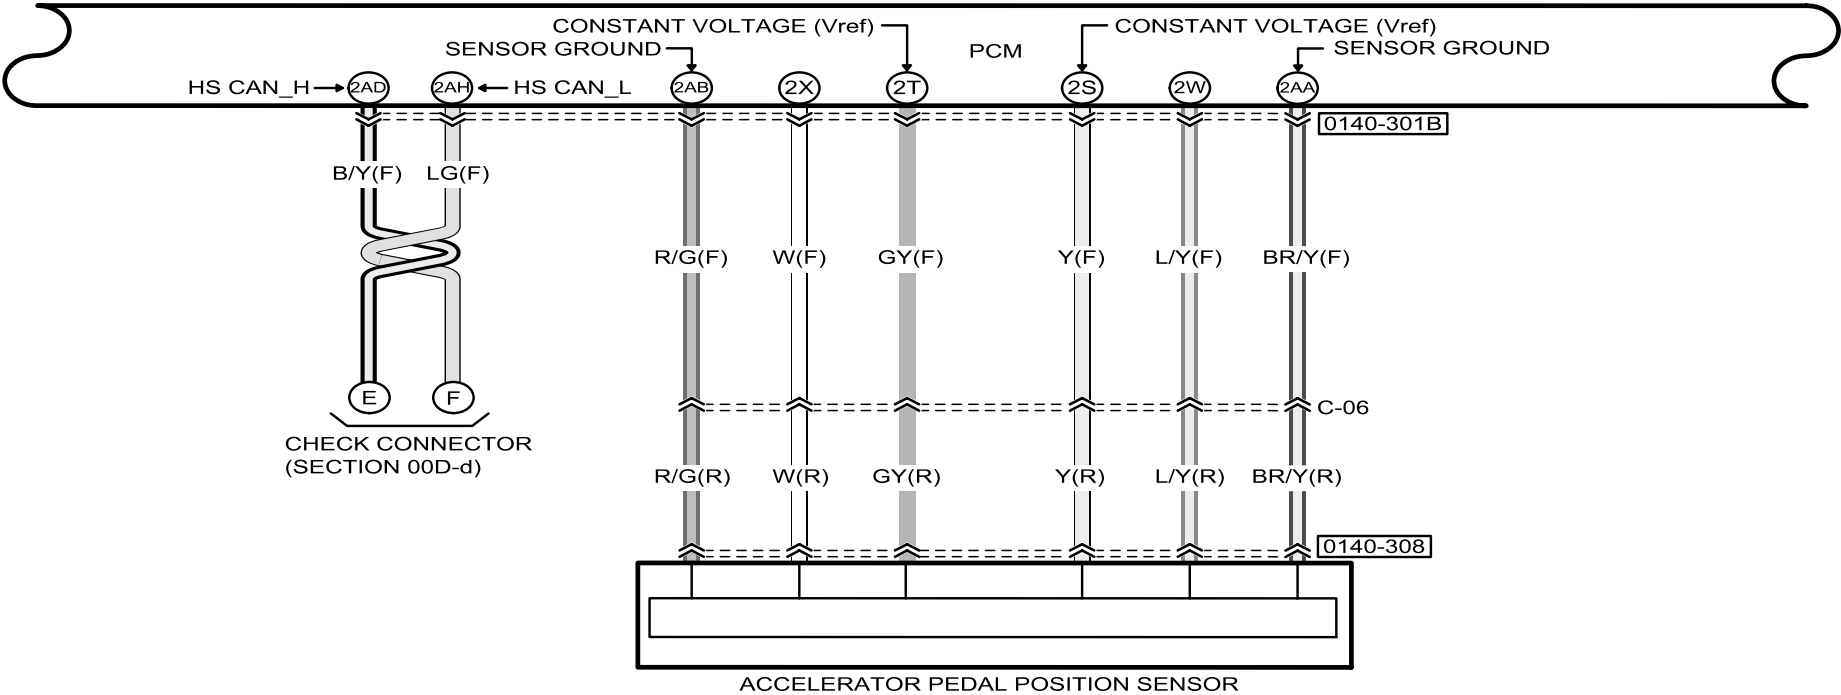 CONSTANT VOLTAGE (Vref)
CONSTANT VOLTAGE (Vref)
SENSOR GROUND
PCM
SENSOR GROUND
HS CAN_H
2AD
2AH
HS CAN_L
2AB
2X
2T
2S
2W
2AA
0140-301B
B/Y(F)
LG(F)
R/G(F)
W(F)
GY(F)
Y(F)
L/Y(F)
BR/Y(F)
E
F
C-06
CHECK CONNECTOR
(SECTION 00D-d)
R/G(R)
W(R)
GY(R)
Y(R)
L/Y(R)
BR/Y(R)
0140-308
ACCELERATOR PEDAL POSITION SENSOR